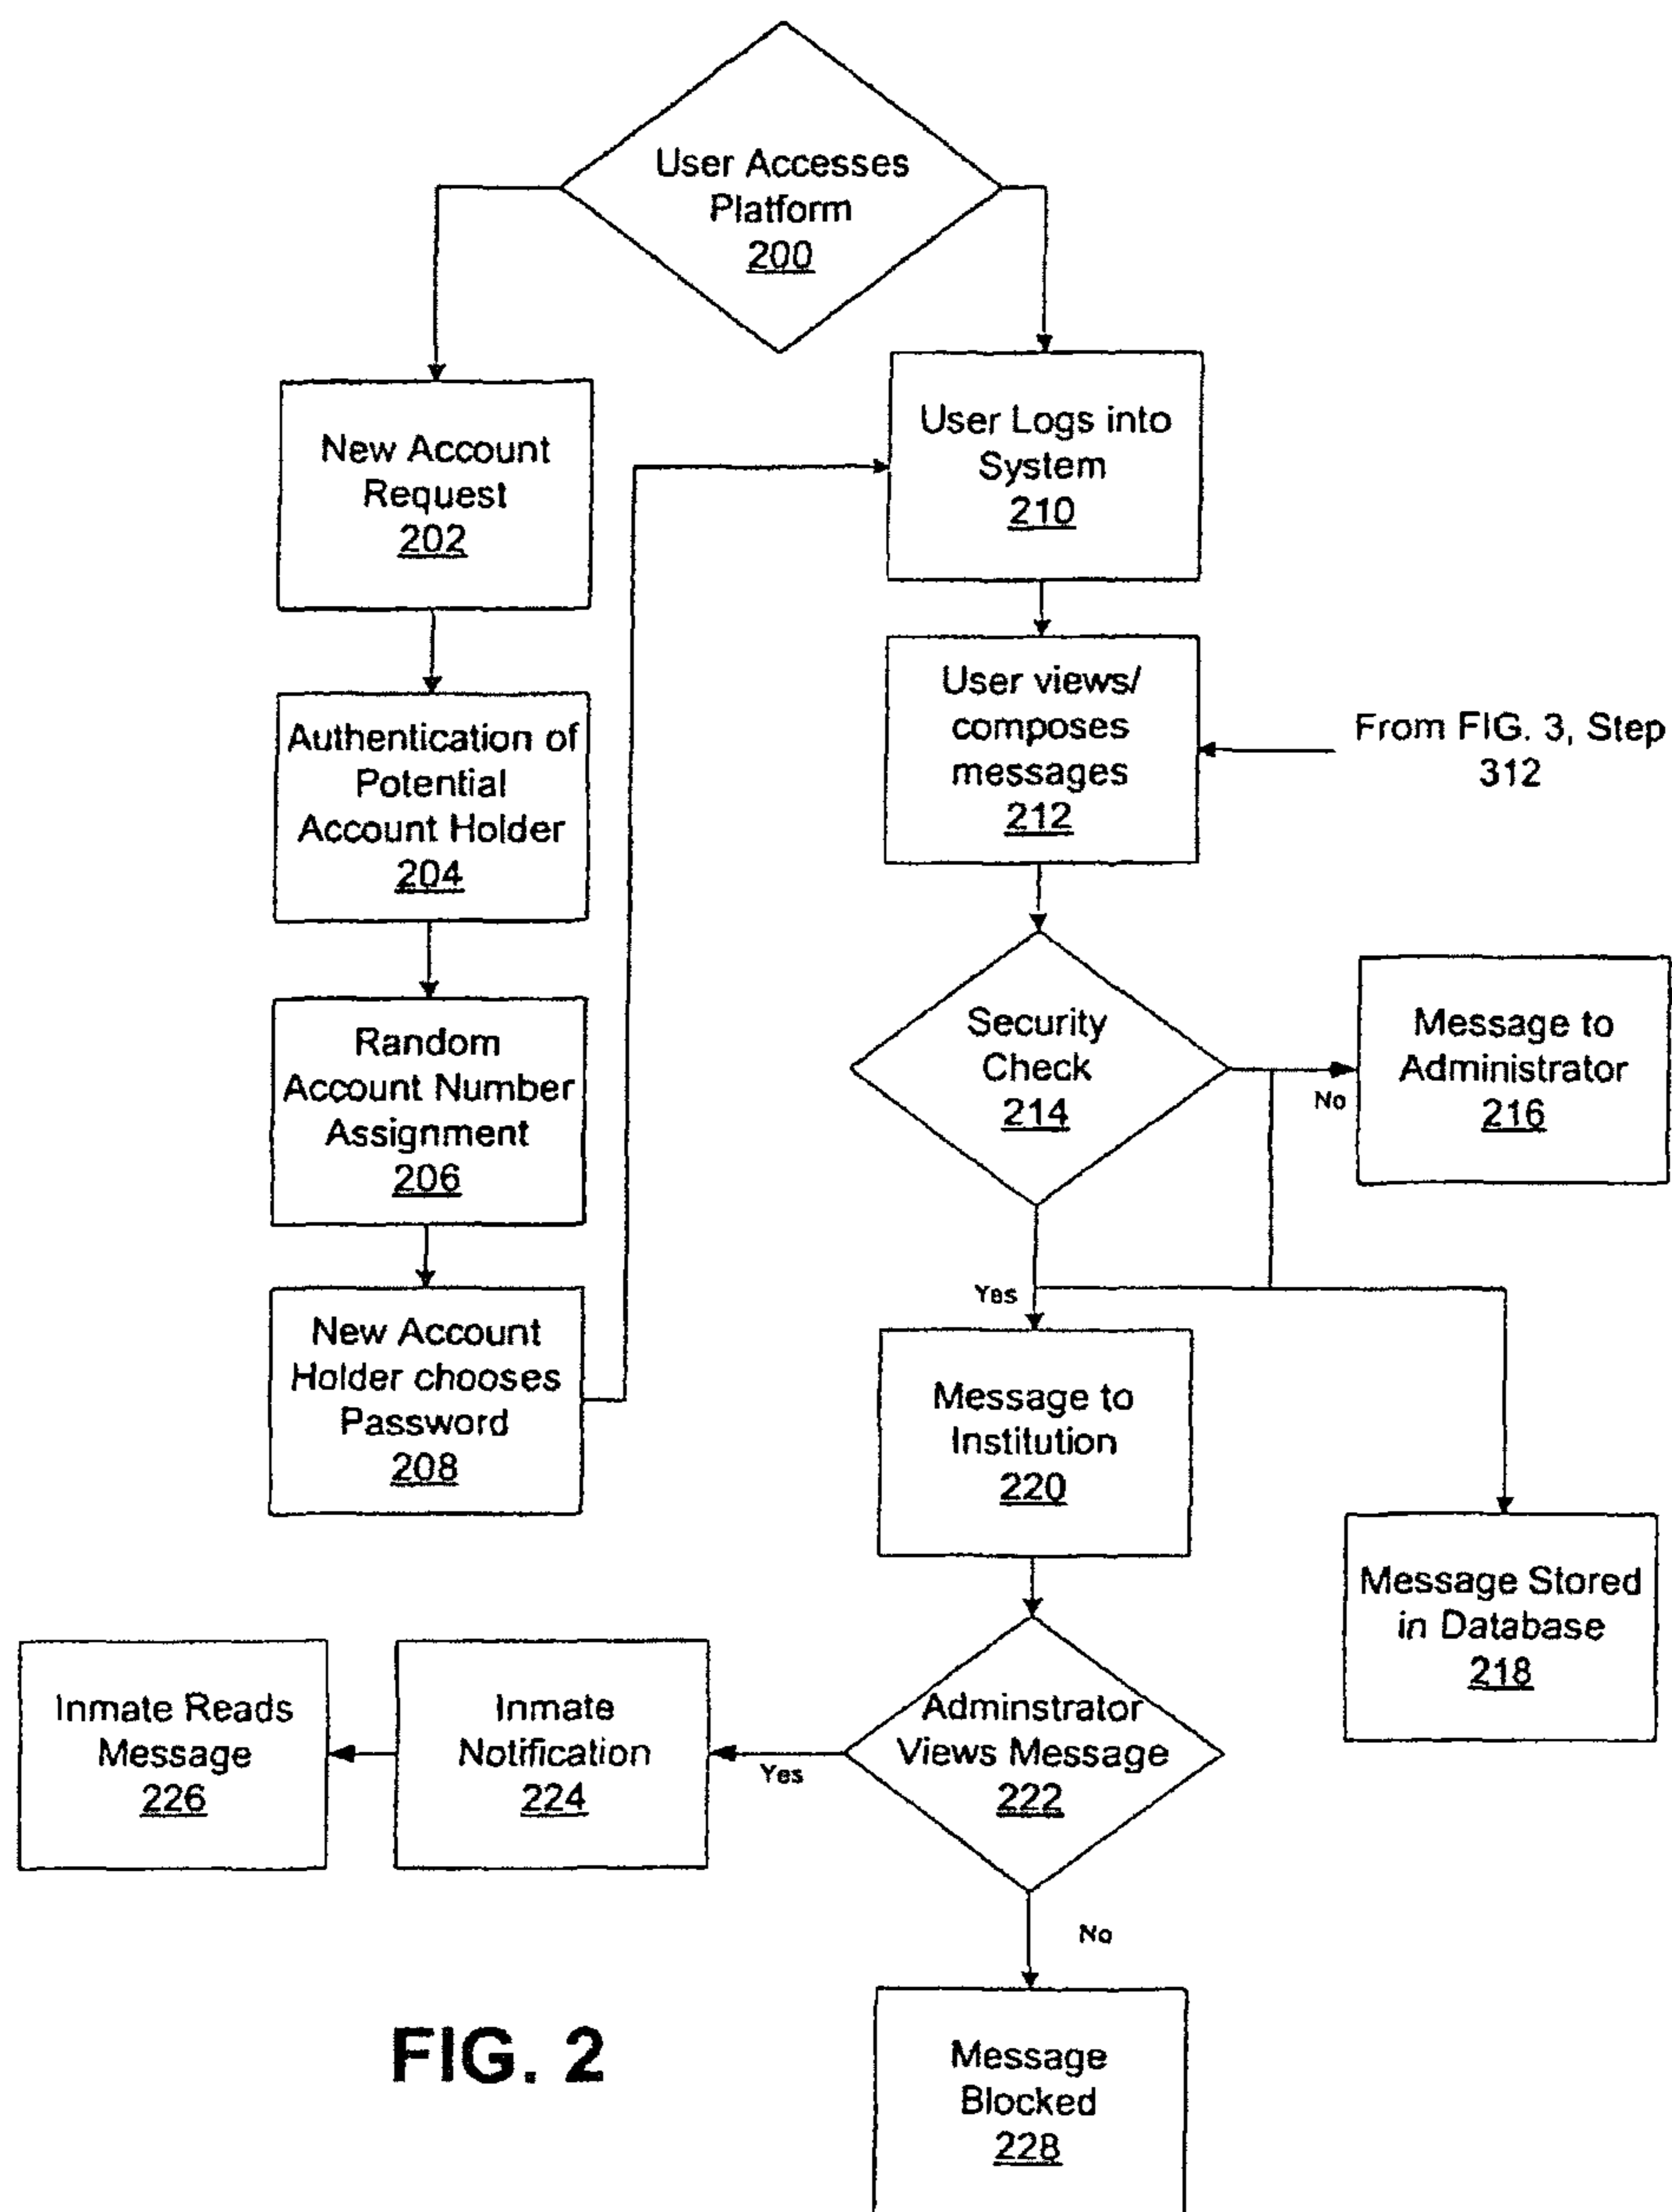 User Accesses
Platform
200
New Account
Request
202
Authentication of
Potential
Account Holder
204
Random
Account Number
Assignment
206
New Account
Holder chooses
Password
208
User Logs into
System
210
User views/
composes
messages
212
From FIG. 3, Step
312
Security
Check
214
No
Message to
Administrator
216
Yes
Message to
Institution
220
Message Stored
in Database
218
Adminstrator
Views Message
222
Yes
Inmate
Notification
224
Inmate Reads
Message
226
No
Message
Blocked
228
FIG. 2